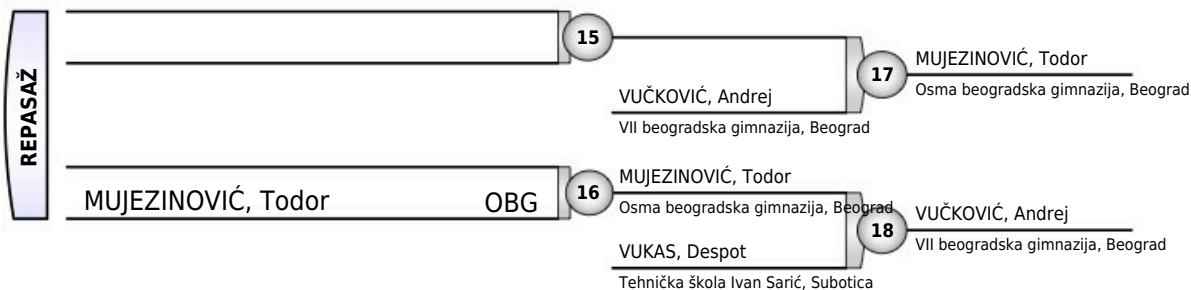 REPASAŽ
15
VUČKOVIĆ, Andrej
VII beogradska gimnazija, Beograd
17
MUJEZINOVIĆ, Todor
Osma beogradska gimnazija, Beograd
MUJEZINOVIĆ, Todor OBG
16
MUJEZINOVIĆ, Todor
Osma beogradska gimnazija, Beograd
VUKAS, Despot
Tehnička škola Ivan Sarić, Subotica
18
VUČKOVIĆ, Andrej
VII beogradska gimnazija, Beograd